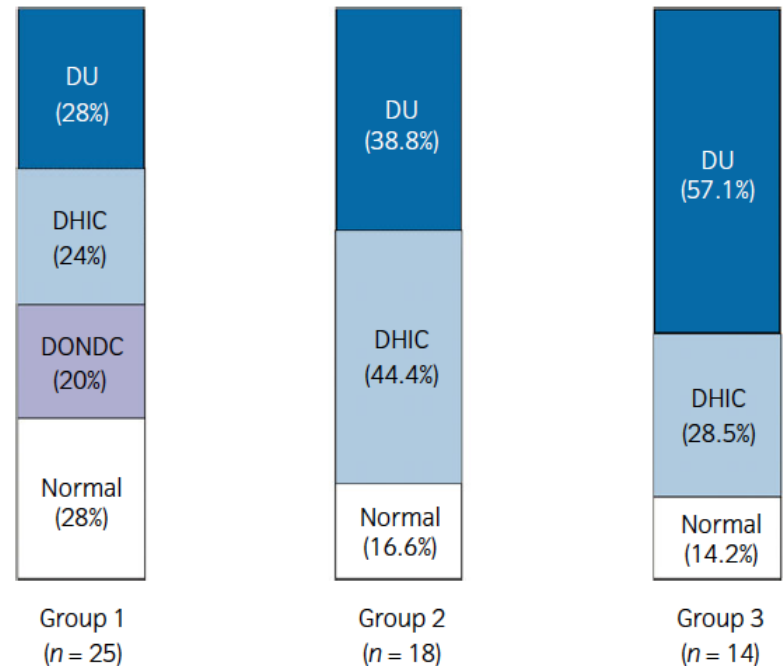 DU
(28%)
DHIC
(24%)
DONDC
(20%)
Normal
(28%)
Group 1
(n = 25)
DU
(38.8%)
DHIC
(44.4%)
Normal
(16.6%)
Group 2
(n = 18)
DU
(57.1%)
DHIC
(28.5%)
Normal
(14.2%)
Group 3
(n = 14)